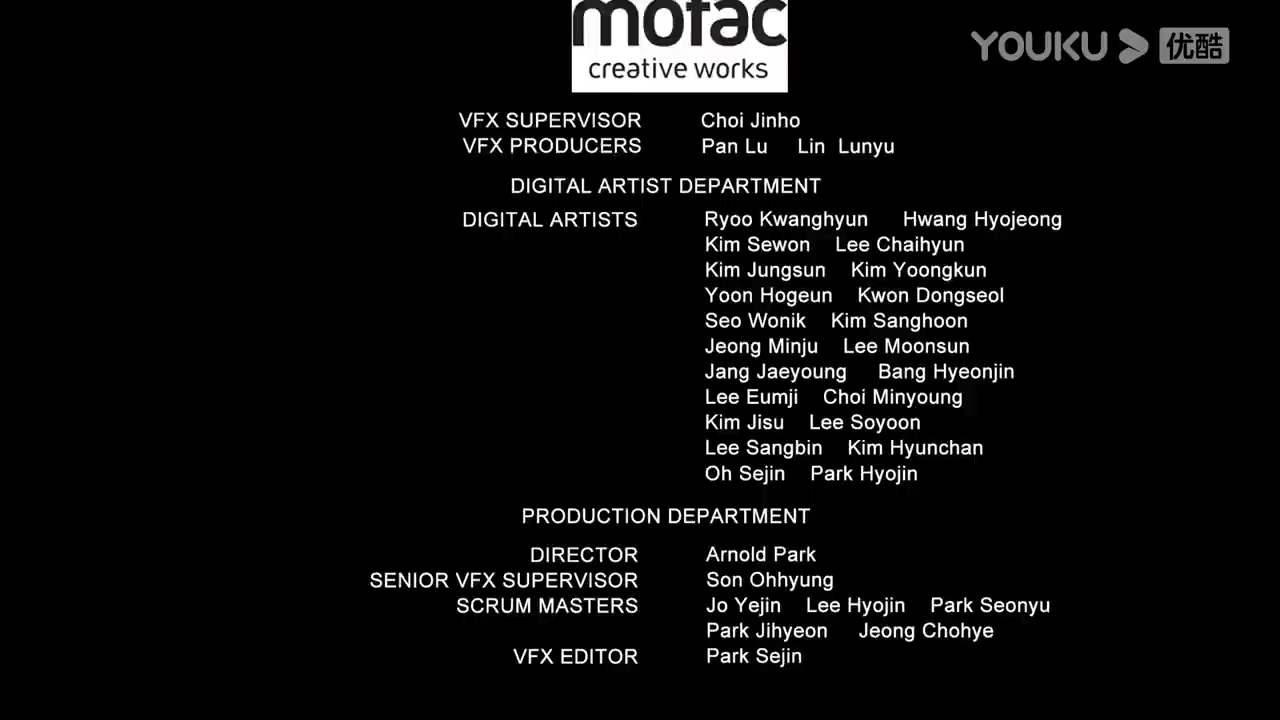 mofac
creative works
YOUKU 优酷
VFX SUPERVISOR Choi Jinho
VFX PRODUCERS Pan Lu Lin Lunyu
DIGITAL ARTIST DEPARTMENT
DIGITAL ARTISTS Ryoo Kwanghyun Hwang Hyojeong
Kim Sewon Lee Chaihyun
Kim Jungsun Kim Yoongkun
Yoon Hogeun Kwon Dongseol
Seo Wonik Kim Sanghoon
Jeong Minju Lee Moonsun
Jang Jaeyoung Bang Hyeonjin
Lee Eumji Choi Minyoung
Kim Jisu Lee Soyoon
Lee Sangbin Kim Hyunchan
Oh Sejin Park Hyojin
PRODUCTION DEPARTMENT
DIRECTOR Arnold Park
SENIOR VFX SUPERVISOR Son Ohhyung
SCRUM MASTERS Jo Yejin Lee Hyojin Park Seonyu
Park Jihyeon Jeong Chohye
VFX EDITOR Park Sejin